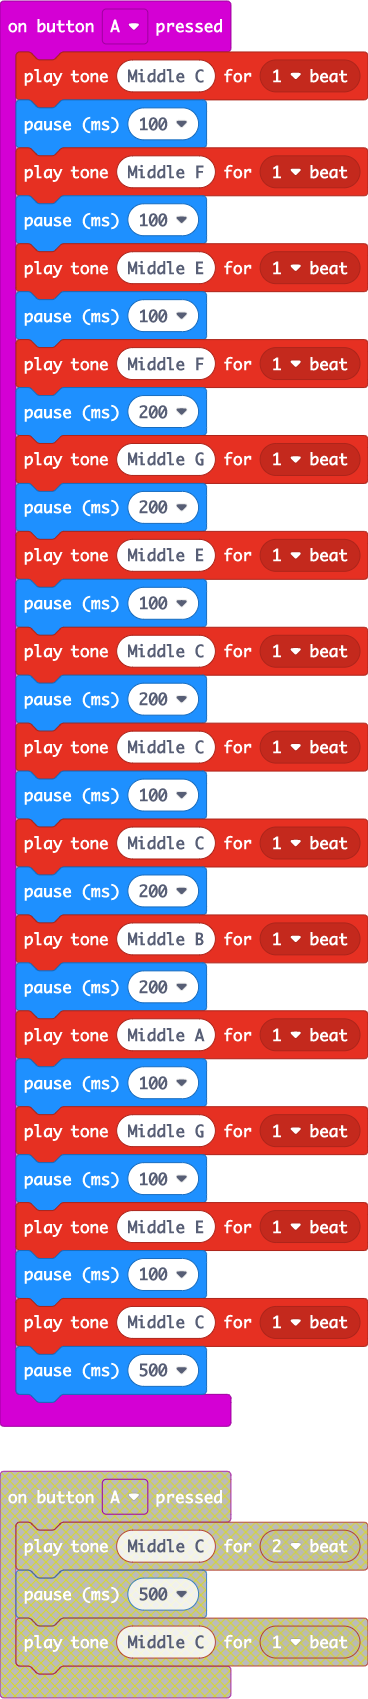 on button A pressed
play tone Middle C for 1 beat
pause (ms) 100
play tone Middle F for 1 beat
pause (ms) 100
play tone Middle E for 1 beat
pause (ms) 100
play tone Middle F for 1 beat
pause (ms) 200
play tone Middle G for 1 beat
pause (ms) 200
play tone Middle E for 1 beat
pause (ms) 100
play tone Middle C for 1 beat
pause (ms) 200
play tone Middle C for 1 beat
pause (ms) 100
play tone Middle C for 1 beat
pause (ms) 200
play tone Middle B for 1 beat
pause (ms) 200
play tone Middle A for 1 beat
pause (ms) 100
play tone Middle G for 1 beat
pause (ms) 100
play tone Middle E for 1 beat
pause (ms) 100
play tone Middle C for 1 beat
pause (ms) 500
on button A pressed
play tone Middle C for 2 beat
pause (ms) 500
play tone Middle C for 1 beat